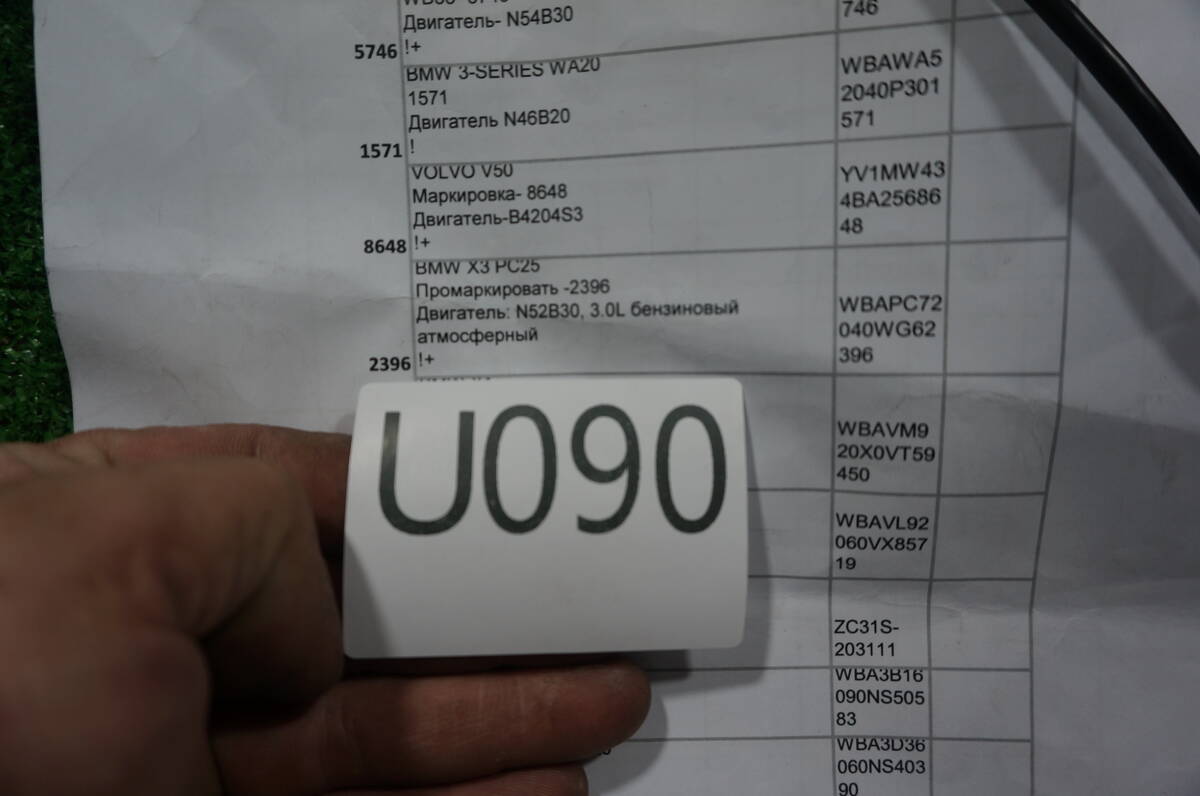 Двигатель- N54B30
746
5746 !+
BMW 3-SERIES WA20
1571
Двигатель N46B20
1571 !
WBAWA5
2040P301
571
VOLVO V50
Маркировка- 8648
Двигатель-B4204S3
8648 !+
YV1MW43
4BA25686
48
BMW X3 PC25
Промаркировать -2396
Двигатель: N52B30, 3.0L бензиновый
атмосферный
2396 !+
WBAPC72
040WG62
396
U090
WBAVM9
20X0VT59
450
WBAVL92
060VX857
19
ZC31S-
203111
WBA3B16
090NS505
83
WBA3D36
060NS403
90